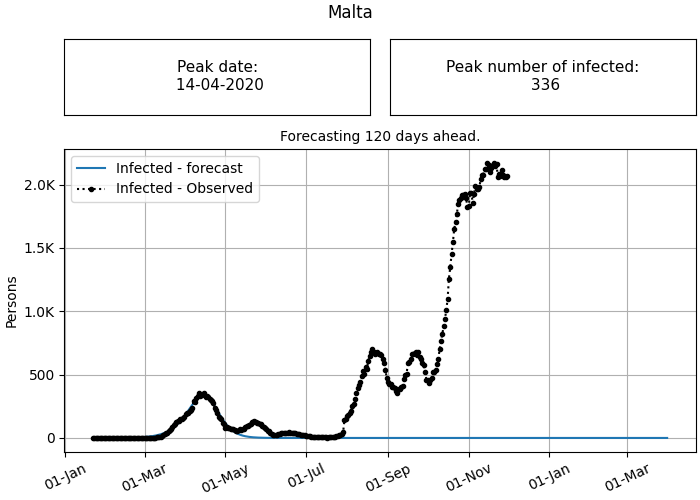 Malta
Peak date:
14-04-2020
Peak number of infected:
336
Forecasting 120 days ahead.
Infected - forecast
Infected - Observed
2.0K
1.5K
1.0K
500
0
Persons
01-Jan
01-Mar
01-May
01-Jul
01-Sep
01-Nov
01-Jan
01-Mar